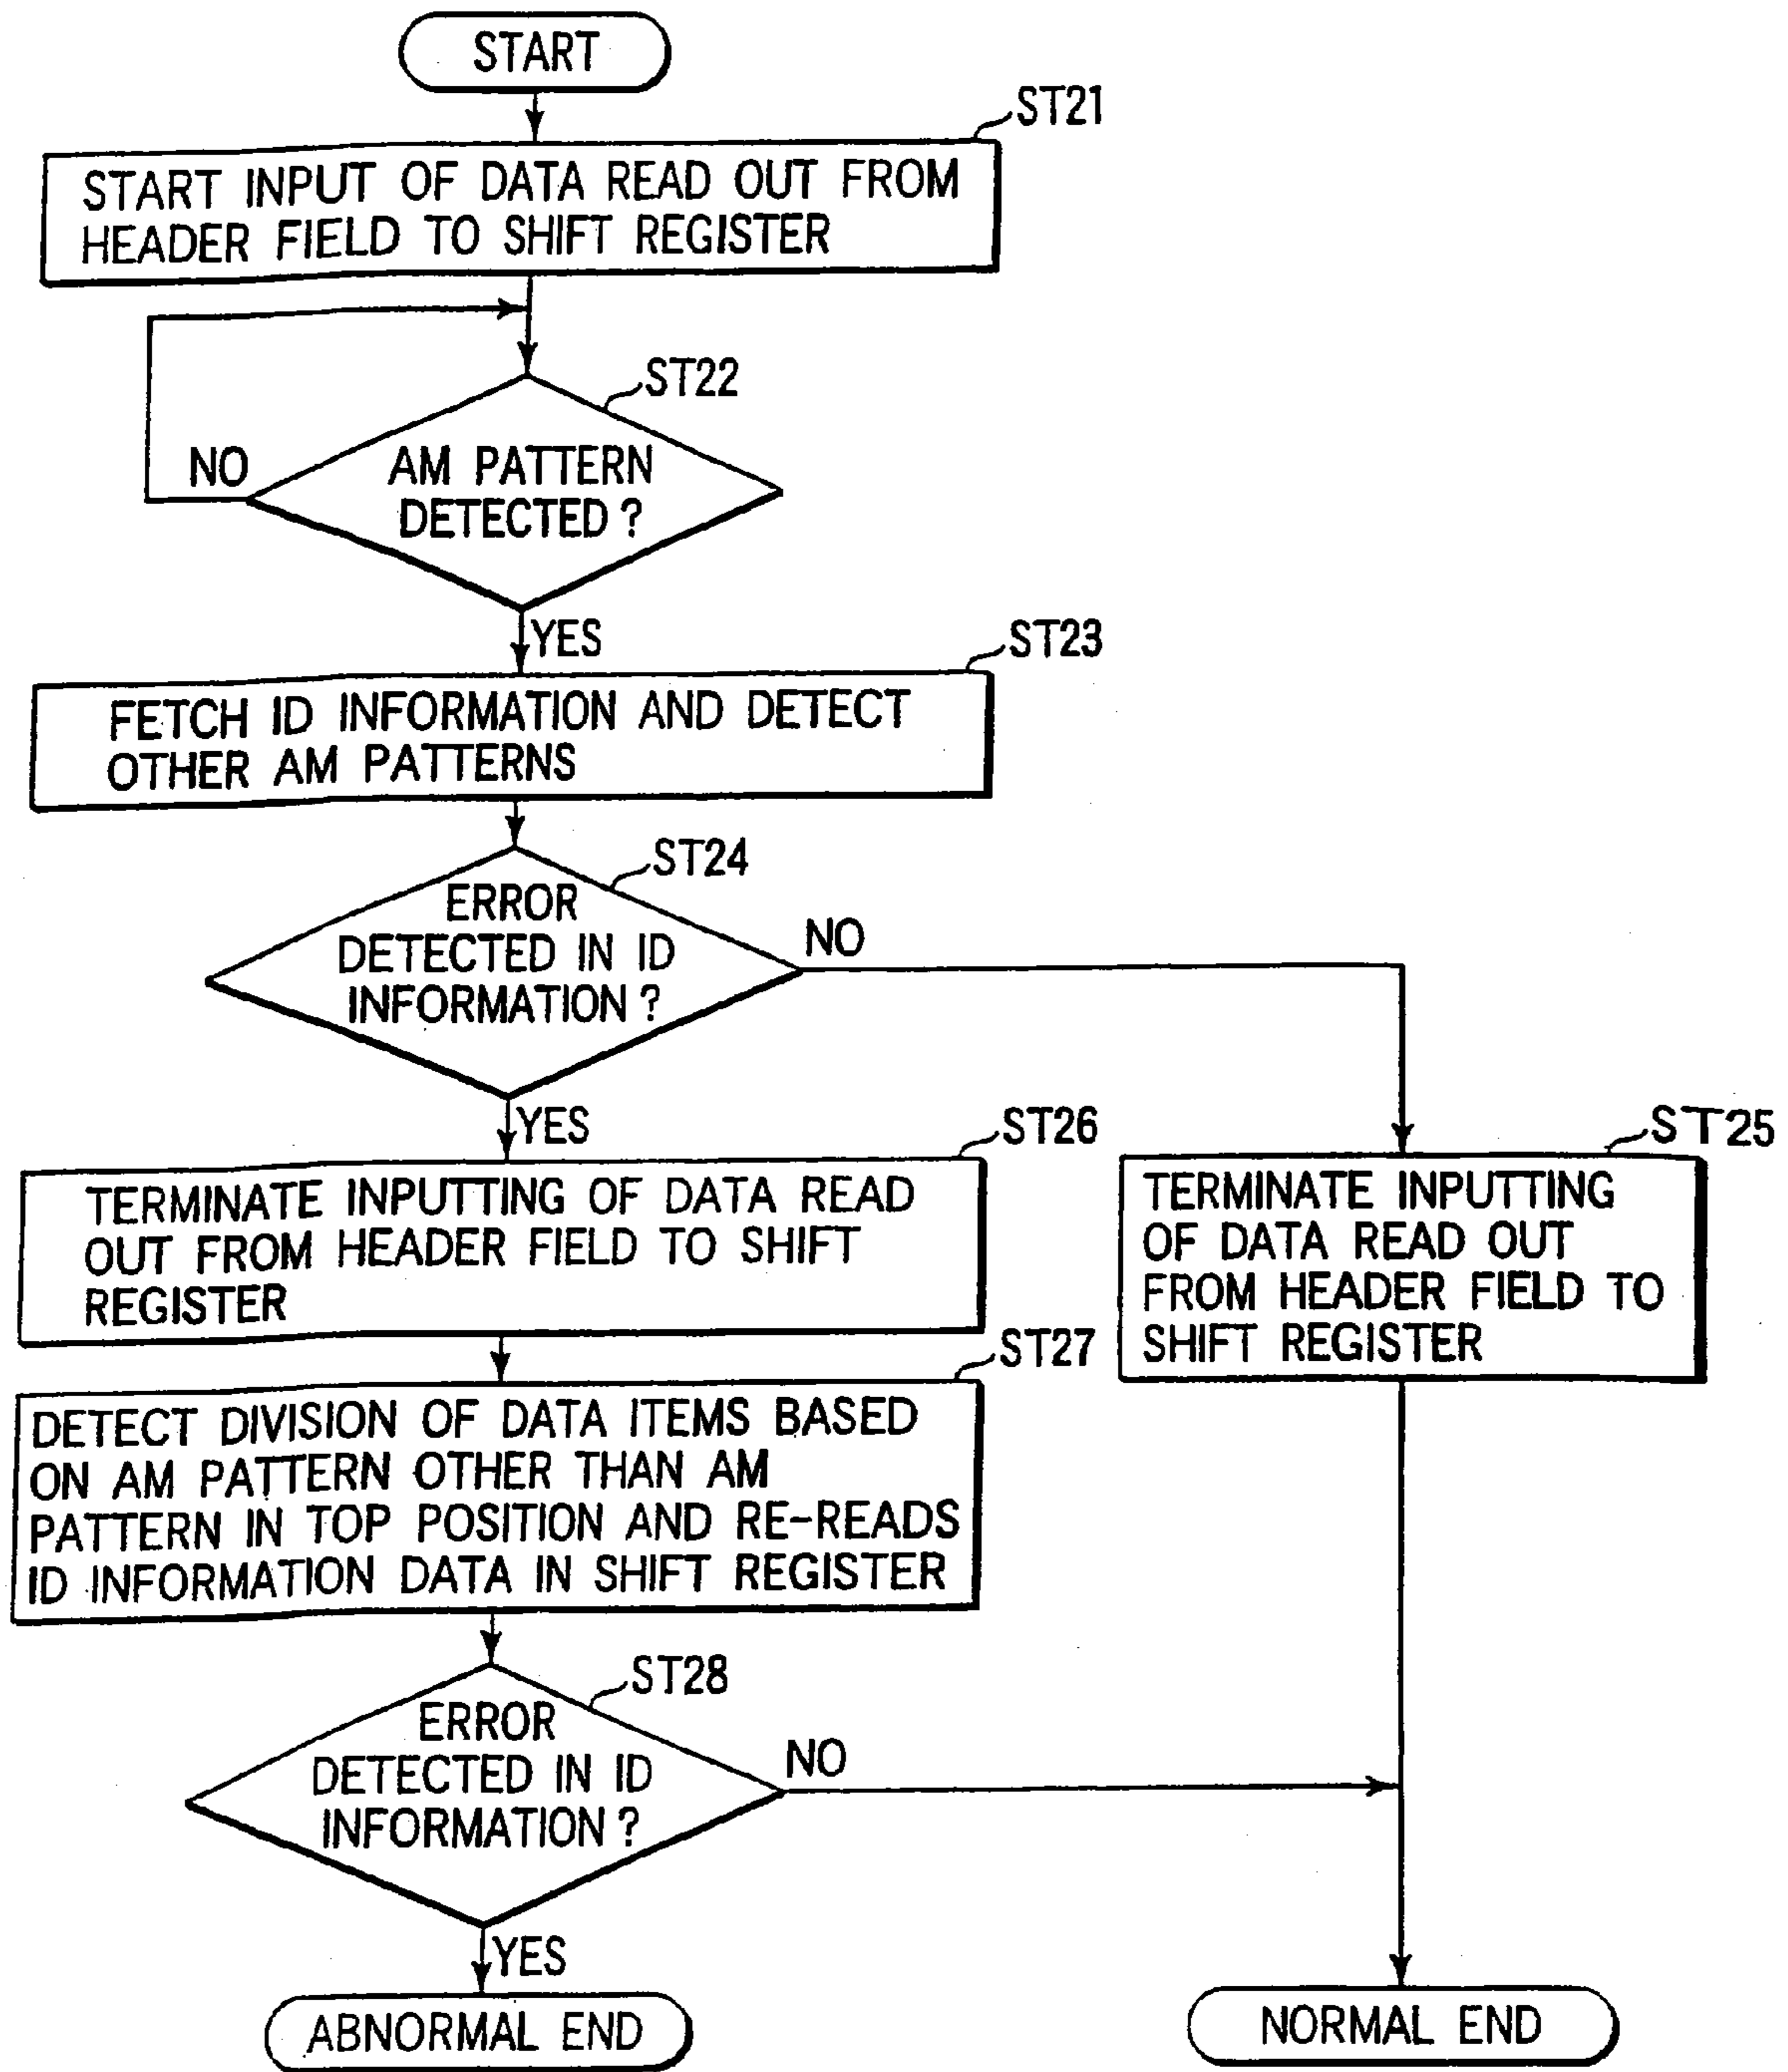 START
ST21
START INPUT OF DATA READ OUT FROM
HEADER FIELD TO SHIFT REGISTER
ST22
AM PATTERN
DETECTED?
NO
YES
ST23
FETCH ID INFORMATION AND DETECT
OTHER AM PATTERNS
ST24
ERROR
DETECTED IN ID
INFORMATION?
NO
YES
ST26
TERMINATE INPUTTING OF DATA READ
OUT FROM HEADER FIELD TO SHIFT
REGISTER
ST25
TERMINATE INPUTTING
OF DATA READ OUT
FROM HEADER FIELD TO
SHIFT REGISTER
ST27
DETECT DIVISION OF DATA ITEMS BASED
ON AM PATTERN OTHER THAN AM
PATTERN IN TOP POSITION AND RE-READS
ID INFORMATION DATA IN SHIFT REGISTER
ST28
ERROR
DETECTED IN ID
INFORMATION?
NO
YES
ABNORMAL END
NORMAL END